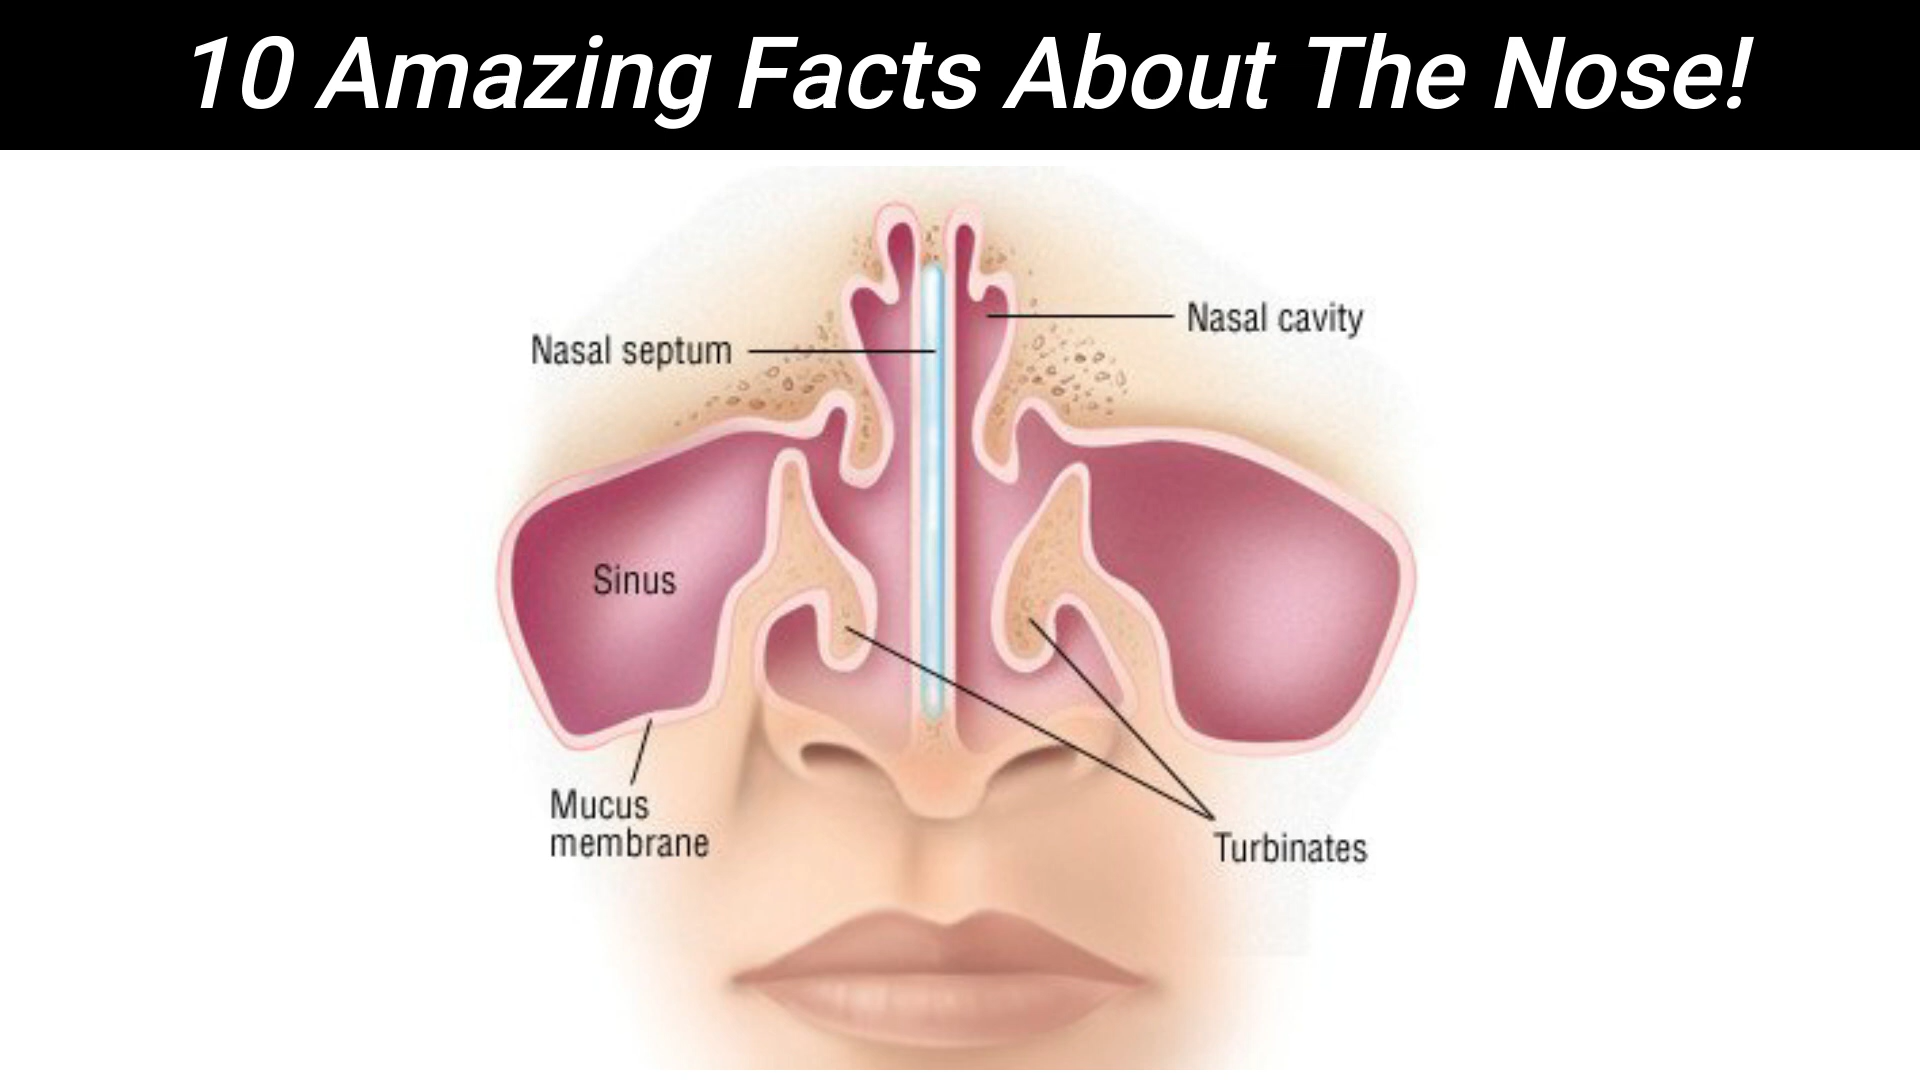 10 Amazing Facts About The Nose!
Nasal cavity
Nasal septum
Sinus
Mucus
membrane
Turbinates